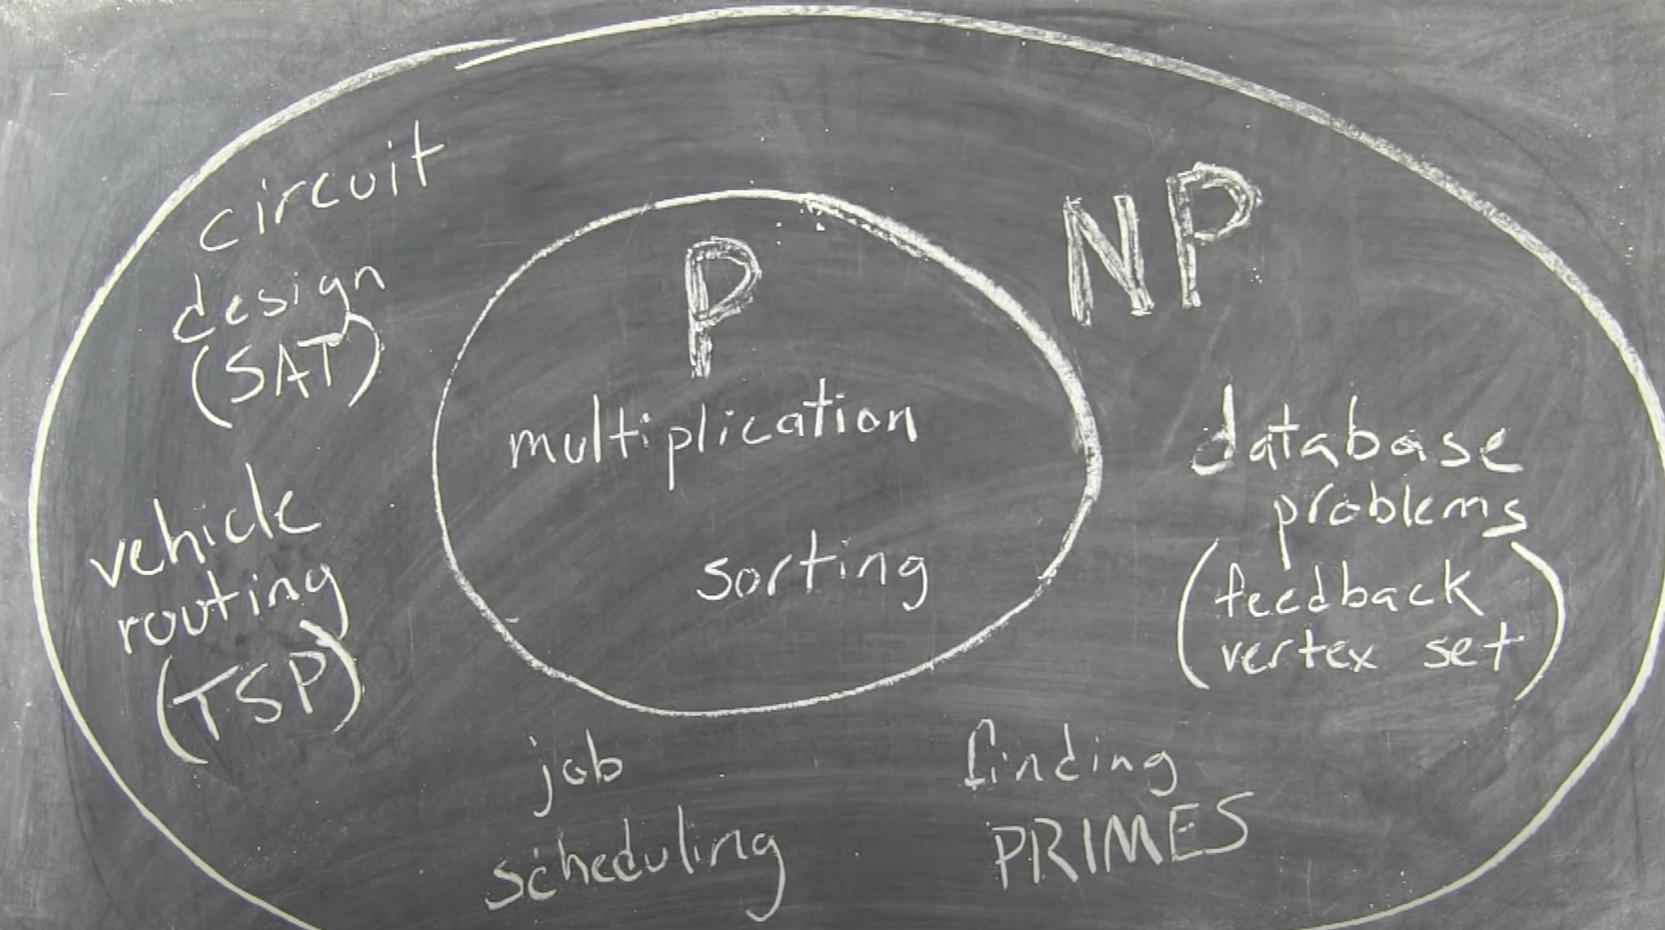 circuit
design
(SAT)
P
NP
multiplication
sorting
database
problems
(feedback
vertex set)
vehicle
routing
(TSP)
job
scheduling
finding
PRIMES